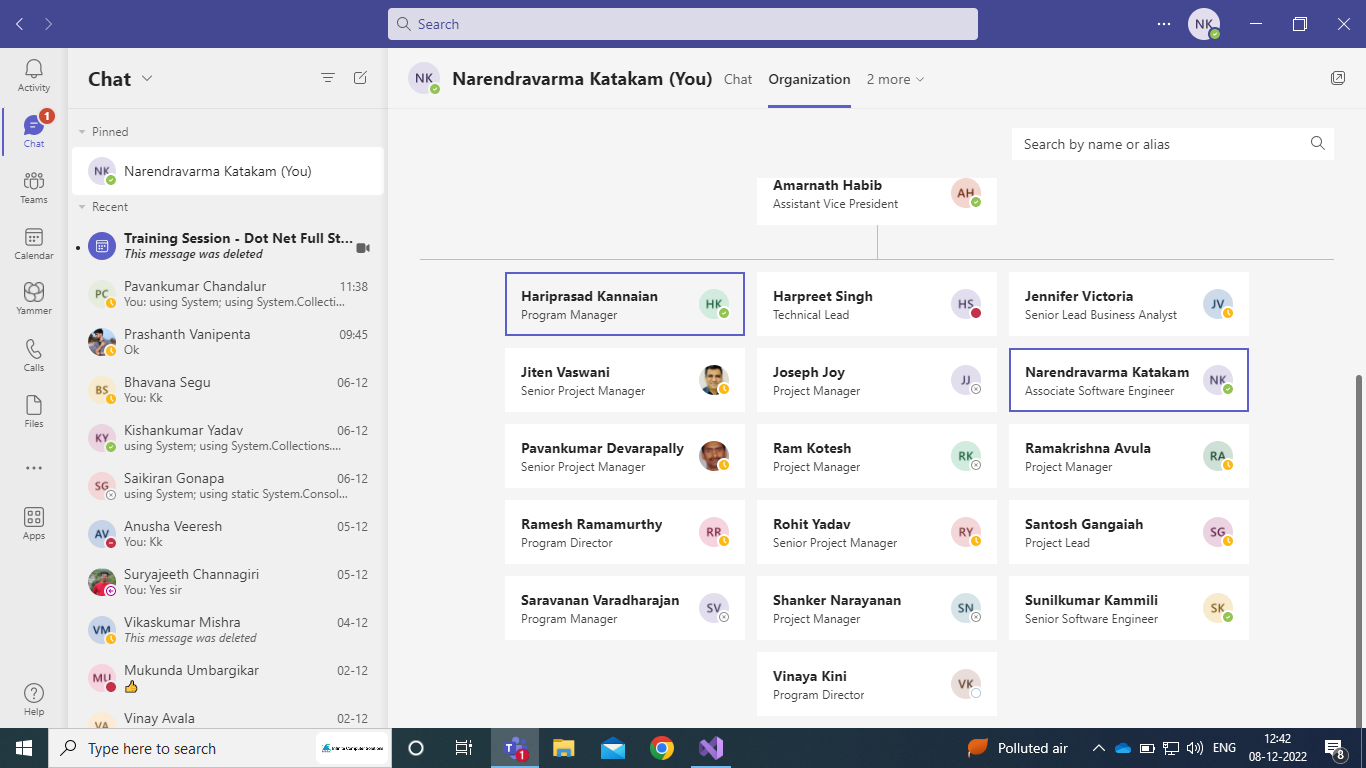 Search
NK
Activity
1
Chat
Teams
Calendar
Yammer
Calls
Files
Apps
Help
Chat
Pinned
NK Narendravarma Katakam (You)
Recent
Training Session - Dot Net Full St...
This message was deleted
PC Pavankumar Chandalur 11:38
You: using System; using System.Collecti...
Prashanth Vanipenta 09:45
Ok
BS Bhavana Segu 06-12
You: Kk
KY Kishankumar Yadav 06-12
using System; using System.Collections....
SG Saikiran Gonapa 06-12
using System; using static System.Consol...
AV Anusha Veeresh 05-12
You: Kk
Suryajeeth Channagiri 05-12
You: Yes sir
VM Vikaskumar Mishra 04-12
This message was deleted
MU Mukunda Umbargikar 02-12
👍
VA Vinay Avala 02-12
NK Narendravarma Katakam (You) Chat Organization 2 more
Search by name or alias
Amarnath Habib AH
Assistant Vice President
Hariprasad Kannaian HK
Program Manager
Harpreet Singh HS
Technical Lead
Jennifer Victoria JV
Senior Lead Business Analyst
Jiten Vaswani
Senior Project Manager
Joseph Joy JJ
Project Manager
Narendravarma Katakam NK
Associate Software Engineer
Pavankumar Devarapally
Senior Project Manager
Ram Kotesh RK
Project Manager
Ramakrishna Avula RA
Project Manager
Ramesh Ramamurthy RR
Program Director
Rohit Yadav RY
Senior Project Manager
Santosh Gangaiah SG
Project Lead
Saravanan Varadharajan SV
Program Manager
Shanker Narayanan SN
Project Manager
Sunilkumar Kammili SK
Senior Software Engineer
Vinaya Kini VK
Program Director
Type here to search
1
Polluted air
ENG
12:42
08-12-2022
8